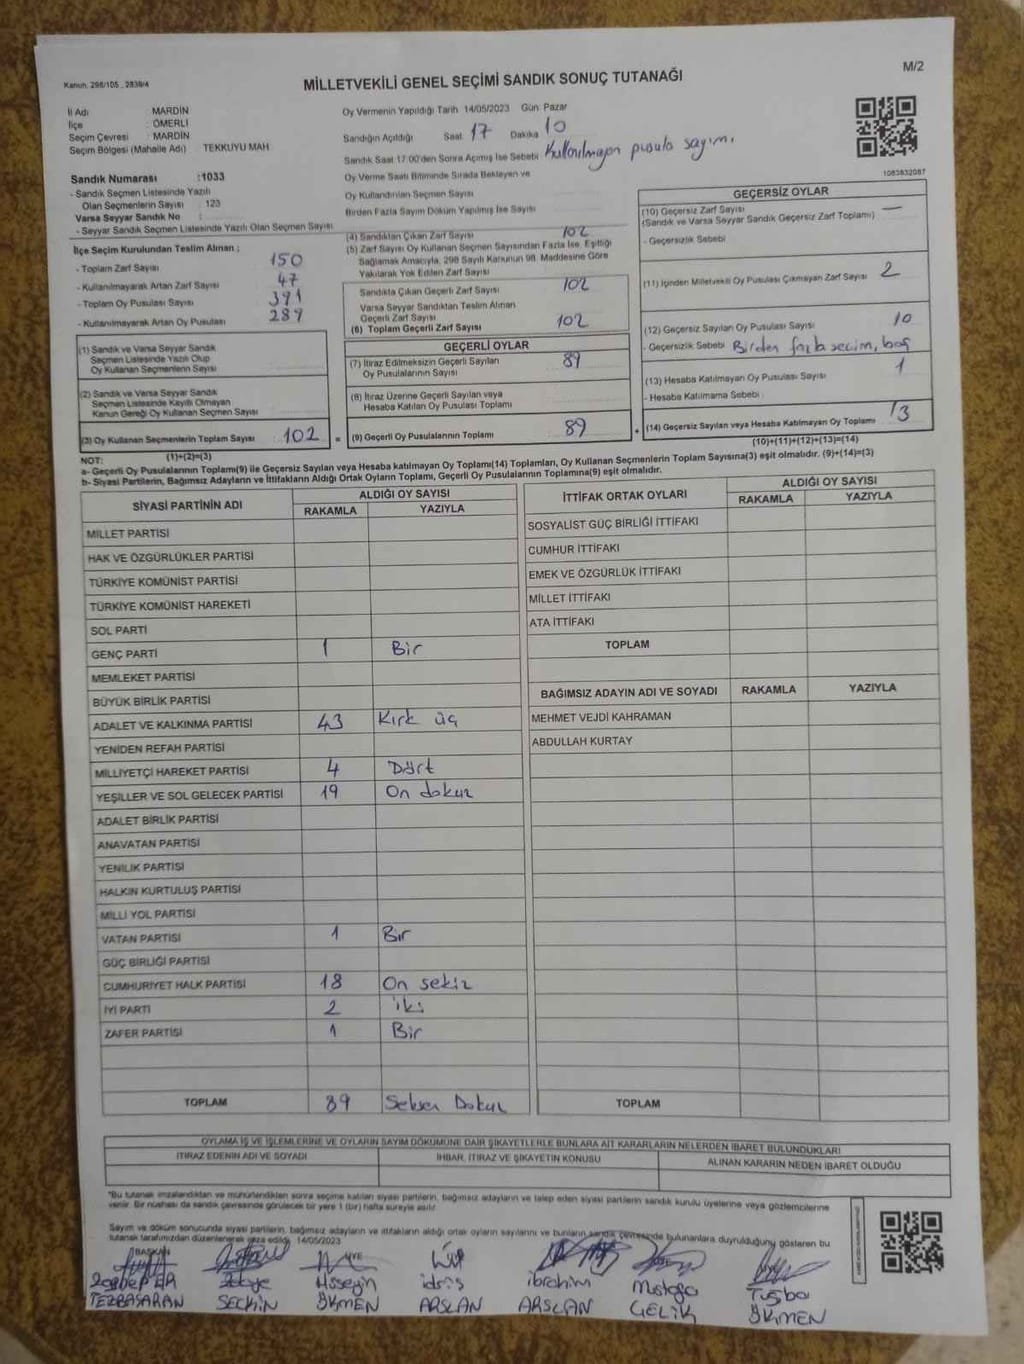 Kanun. 298/105 , 2839/4
MİLLETVEKİLİ GENEL SEÇİMİ SANDIK SONUÇ TUTANAĞI
M/2
İl Adı MARDİN
İlçe : ÖMERLİ
Seçim Çevresi : MARDİN
Seçim Bölgesi (Mahalle Adı) TEKKUYU MAH
Oy Vermenin Yapıldığı Tarih 14/05/2023 Gün: Pazar
Sandığın Açıldığı Saat 17 Dakika 10
Sandık Saat 17:00'den Sonra Açımış İse Sebebi Kullanılmayan pusula sayım.
Oy Verme Saati Bitiminde Sırada Bekleyen ve
Oy Kullandırılan Seçmen Sayısı
Birden Fazla Sayım Döküm Yapılmış İse Sayısı
1083832087
Sandık Numarası :1033
- Sandık Seçmen Listesinde Yazılı
Olan Seçmenlerin Sayısı : 123
Varsa Seyyar Sandık No :
- Seyyar Sandık Seçmen Listesinde Yazılı Olan Seçmen Sayısı
İlçe Seçim Kurulundan Teslim Alınan ;
- Toplam Zarf Sayısı 150
- Kullanılmayarak Artan Zarf Sayısı 47
- Toplam Oy Pusulası Sayısı 391
- Kullanılmayarak Artan Oy Pusulası 289
(1) Sandık ve Varsa Seyyar Sandık
Seçmen Listesinde Yazılı Olup
Oy Kullanan Seçmenlerin Sayısı
(2) Sandık ve Varsa Seyyar Sandık
Seçmen Listesinde Kayıtlı Olmayan
Kanun Gereği Oy Kullanan Seçmen Sayısı
(3) Oy Kullanan Seçmenlerin Toplam Sayısı 102 =
(1)+(2)=(3)
(4) Sandıktan Çıkan Zarf Sayısı 102
(5) Zarf Sayısı Oy Kullanan Seçmen Sayısından Fazla İse, Eşitliği
Sağlamak Amacıyla, 298 Sayılı Kanunun 98. Maddesine Göre
Yakılarak Yok Edilen Zarf Sayısı
Sandıkta Çıkan Geçerli Zarf Sayısı 102
Varsa Seyyar Sandıktan Teslim Alınan
Geçerli Zarf Sayısı
(6) Toplam Geçerli Zarf Sayısı 102
GEÇERLİ OYLAR
(7) İtiraz Edilmeksizin Geçerli Sayılan
Oy Pusulalarının Sayısı 89
(8) İtiraz Üzerine Geçerli Sayılan veya
Hesaba Katılan Oy Pusulası Toplamı
(9) Geçerli Oy Pusulalarının Toplamı 89 +
GEÇERSİZ OYLAR
(10) Geçersiz Zarf Sayısı —
(Sandık ve Varsa Seyyar Sandık Geçersiz Zarf Toplamı)
- Geçersizlik Sebebi
(11) İçinden Milletvekili Oy Pusulası Çıkmayan Zarf Sayısı 2
(12) Geçersiz Sayılan Oy Pusulası Sayısı 10
- Geçersizlik Sebebi Birden fazla seçim, boş
(13) Hesaba Katılmayan Oy Pusulası Sayısı 1
- Hesaba Katılmama Sebebi
(14) Geçersiz Sayılan veya Hesaba Katılmayan Oy Toplamı 13
(10)+(11)+(12)+(13)=(14)
NOT:
a- Geçerli Oy Pusulalarının Toplamı(9) ile Geçersiz Sayılan veya Hesaba katılmayan Oy Toplamı(14) Toplamları, Oy Kullanan Seçmenlerin Toplam Sayısına(3) eşit olmalıdır. (9)+(14)=(3)
b- Siyasi Partilerin, Bağımsız Adayların ve İttifakların Aldığı Ortak Oyların Toplamı, Geçerli Oy Pusulalarının Toplamına(9) eşit olmalıdır.
SİYASİ PARTİNİN ADI ALDIĞI OY SAYISI
RAKAMLA YAZIYLA
MİLLET PARTİSİ
HAK VE ÖZGÜRLÜKLER PARTİSİ
TÜRKİYE KOMÜNİST PARTİSİ
TÜRKİYE KOMÜNİST HAREKETİ
SOL PARTİ
GENÇ PARTİ 1 Bir
MEMLEKET PARTİSİ
BÜYÜK BİRLİK PARTİSİ
ADALET VE KALKINMA PARTİSİ 43 Kırk üç
YENİDEN REFAH PARTİSİ
MİLLİYETÇİ HAREKET PARTİSİ 4 Dört
YEŞİLLER VE SOL GELECEK PARTİSİ 19 On dokuz
ADALET BİRLİK PARTİSİ
ANAVATAN PARTİSİ
YENİLİK PARTİSİ
HALKIN KURTULUŞ PARTİSİ
MİLLİ YOL PARTİSİ
VATAN PARTİSİ 1 Bir
GÜÇ BİRLİĞİ PARTİSİ
CUMHURİYET HALK PARTİSİ 18 On sekiz
İYİ PARTİ 2 iki
ZAFER PARTİSİ 1 Bir
TOPLAM 89 Seksen Dokuz
İTTİFAK ORTAK OYLARI ALDIĞI OY SAYISI
RAKAMLA YAZIYLA
SOSYALİST GÜÇ BİRLİĞİ İTTİFAKI
CUMHUR İTTİFAKI
EMEK VE ÖZGÜRLÜK İTTİFAKI
MİLLET İTTİFAKI
ATA İTTİFAKI
TOPLAM
BAĞIMSIZ ADAYIN ADI VE SOYADI RAKAMLA YAZIYLA
MEHMET VEJDİ KAHRAMAN
ABDULLAH KURTAY
TOPLAM
OYLAMA İŞ VE İŞLEMLERİNE VE OYLARIN SAYIM DÖKÜMÜNE DAİR ŞİKAYETLERLE BUNLARA AİT KARARLARIN NELERDEN İBARET BULUNDUKLARI
İTİRAZ EDENİN ADI VE SOYADI İHBAR, İTİRAZ VE ŞİKAYETİN KONUSU ALINAN KARARIN NEDEN İBARET OLDUĞU
*Bu tutanak imzalandıktan ve mühürlendikten sonra seçime katılan siyasi partilerin, bağımsız adayların ve talep eden siyasi partilerin sandık kurulu üyelerine veya gözlemcilerine
verilir. Bir nüshası da sandık çevresinde görülecek bir yere 1 (bir) hafta süreyle asılır.
Sayım ve döküm sonucunda siyasi partilerin, bağımsız adayların ve ittifakların aldığı ortak oyların sayılarını ve bunların sandık çevresinde bulunanlara duyrulduğunu gösteren bu
tutanak tarafımızdan düzenlenerek imza edildi. 14/05/2023
BAŞKAN ÜYE
Zeynep ER Zekiye Hüseyin idris ibrahim Mustafa Tuğba
TEZBAŞARAN SEÇKİN ÖKMEN ARSLAN ARSLAN ÇELİK ÖKMEN